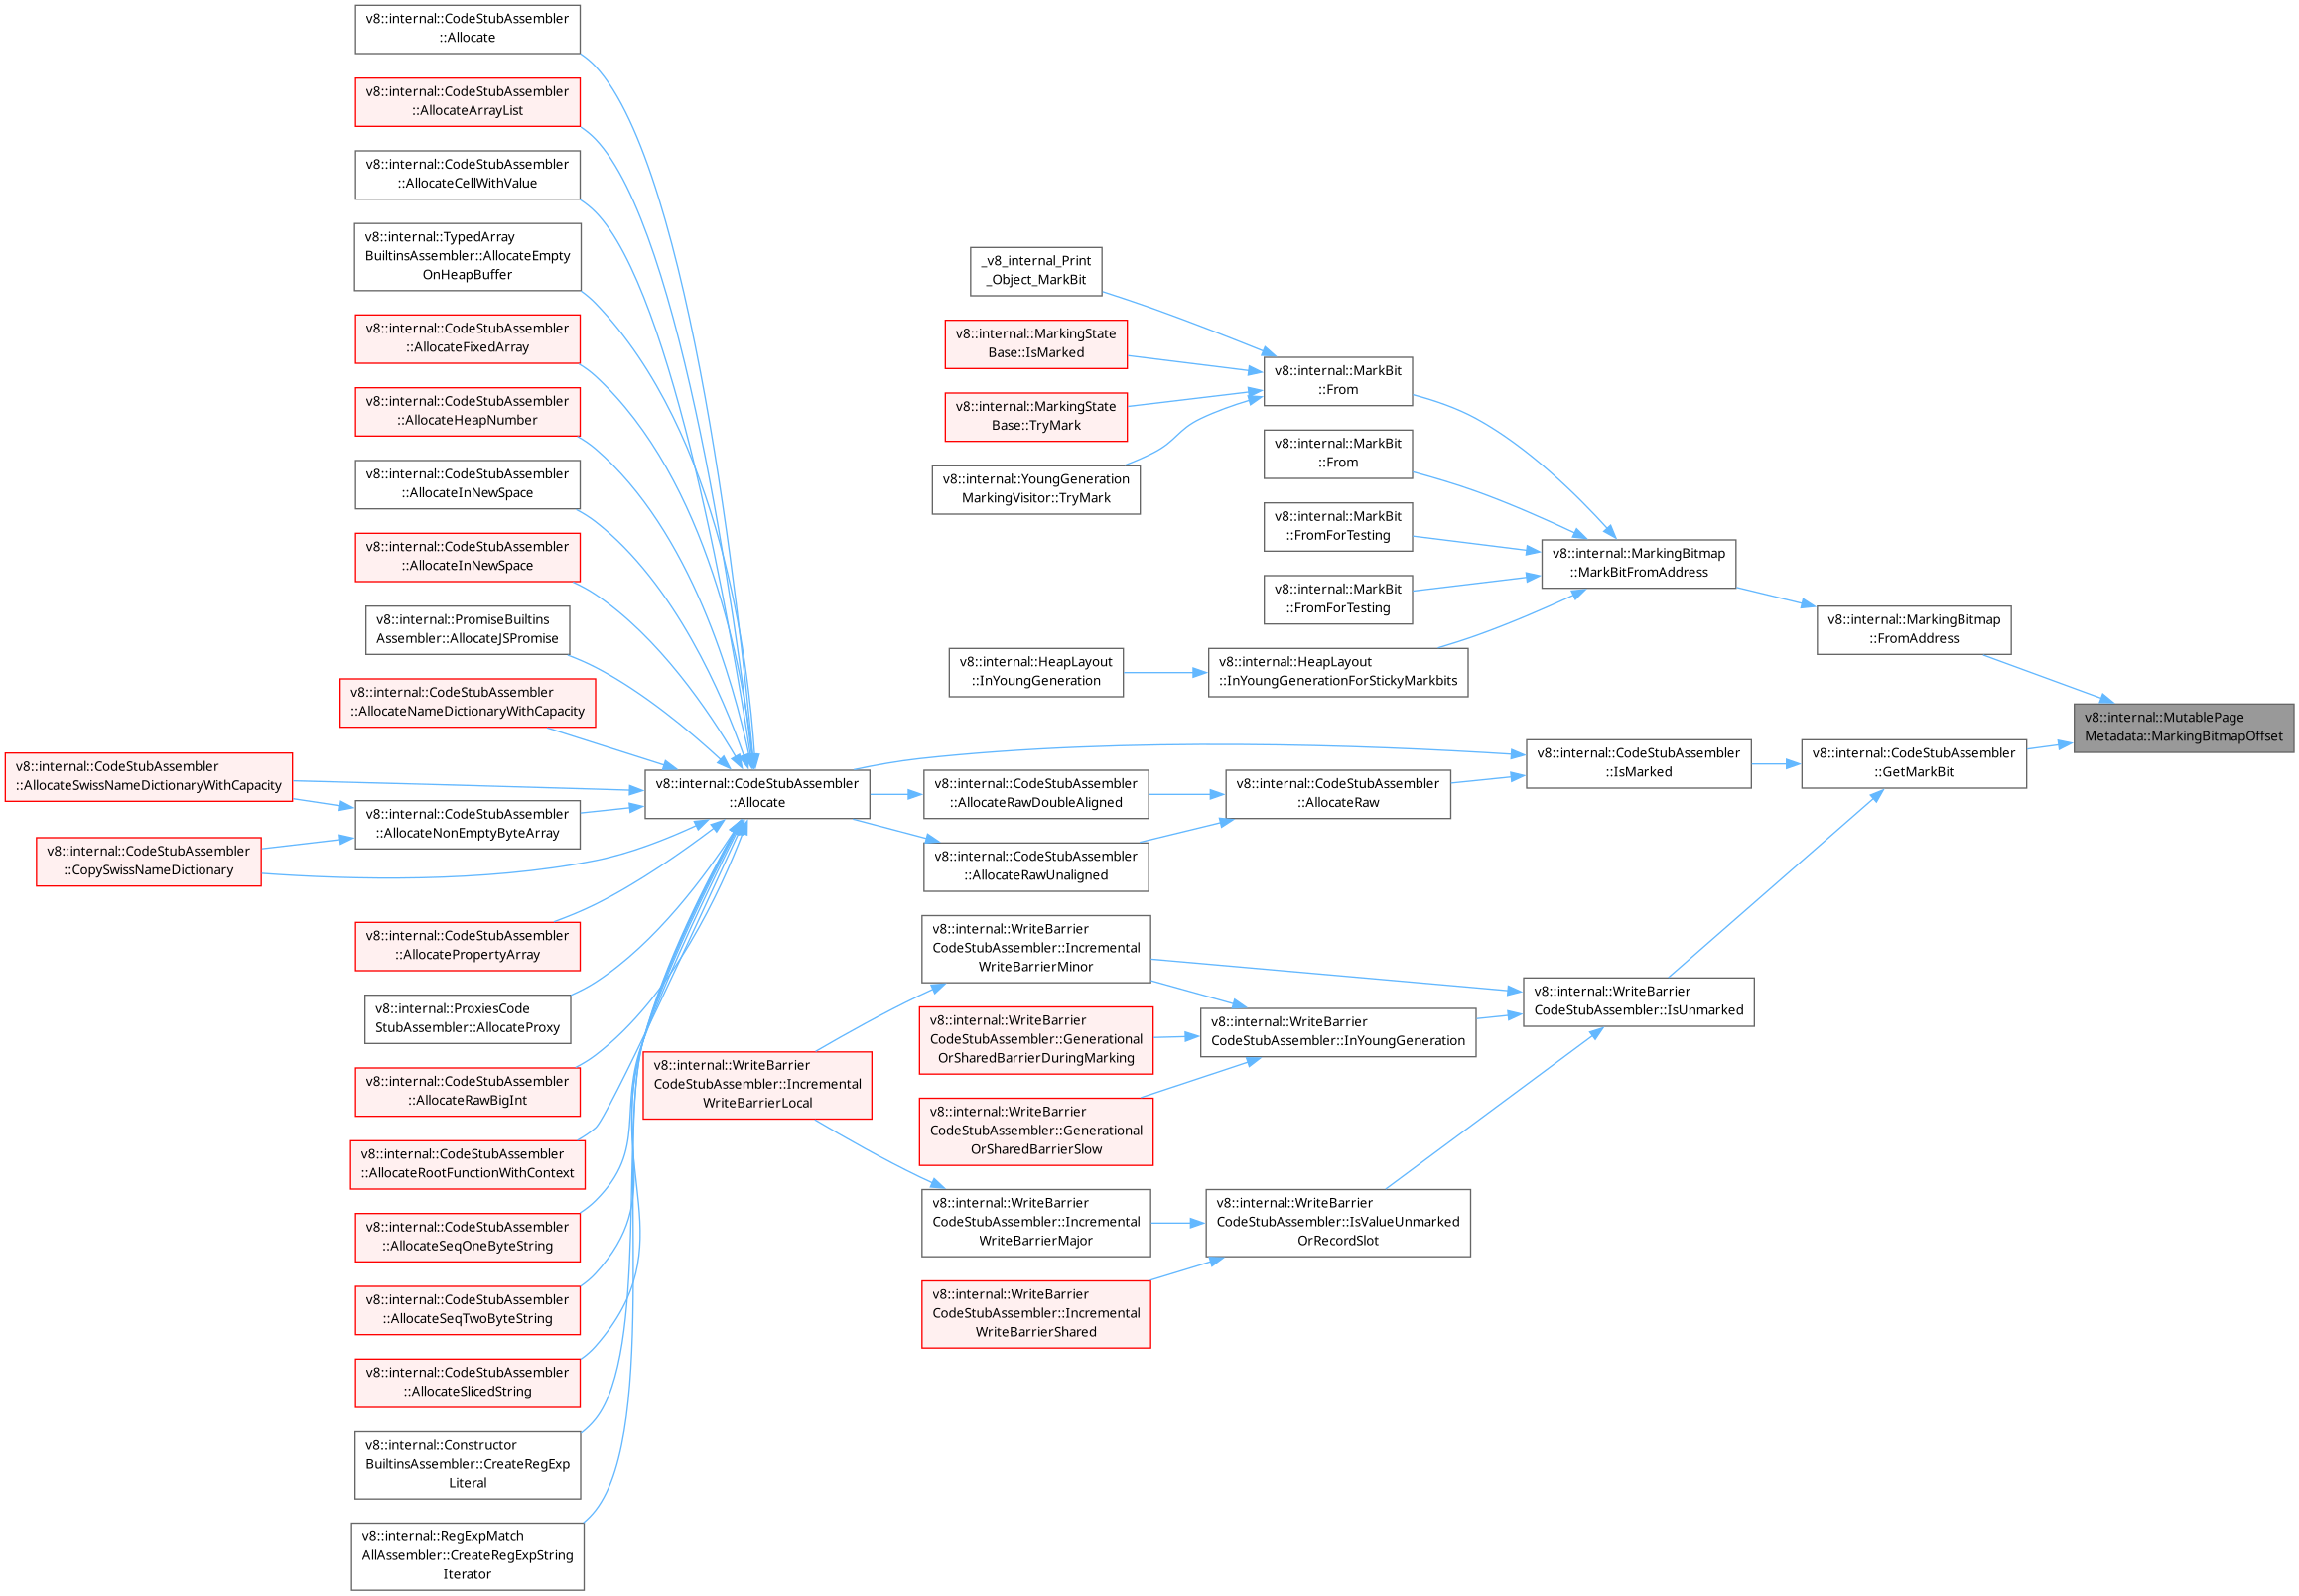 v8::internal::CodeStubAssembler
::Allocate
v8::internal::CodeStubAssembler
::AllocateArrayList
v8::internal::CodeStubAssembler
::AllocateCellWithValue
v8::internal::TypedArray
BuiltinsAssembler::AllocateEmpty
OnHeapBuffer
v8::internal::CodeStubAssembler
::AllocateFixedArray
v8::internal::CodeStubAssembler
::AllocateHeapNumber
v8::internal::CodeStubAssembler
::AllocateInNewSpace
v8::internal::CodeStubAssembler
::AllocateInNewSpace
v8::internal::PromiseBuiltins
Assembler::AllocateJSPromise
v8::internal::CodeStubAssembler
::AllocateNameDictionaryWithCapacity
v8::internal::CodeStubAssembler
::AllocateSwissNameDictionaryWithCapacity
v8::internal::CodeStubAssembler
::AllocateNonEmptyByteArray
v8::internal::CodeStubAssembler
::CopySwissNameDictionary
v8::internal::CodeStubAssembler
::AllocatePropertyArray
v8::internal::ProxiesCode
StubAssembler::AllocateProxy
v8::internal::CodeStubAssembler
::AllocateRawBigInt
v8::internal::CodeStubAssembler
::AllocateRootFunctionWithContext
v8::internal::CodeStubAssembler
::AllocateSeqOneByteString
v8::internal::CodeStubAssembler
::AllocateSeqTwoByteString
v8::internal::CodeStubAssembler
::AllocateSlicedString
v8::internal::Constructor
BuiltinsAssembler::CreateRegExp
Literal
v8::internal::RegExpMatch
AllAssembler::CreateRegExpString
Iterator
v8::internal::CodeStubAssembler
::Allocate
v8::internal::WriteBarrier
CodeStubAssembler::Incremental
WriteBarrierLocal
_v8_internal_Print
_Object_MarkBit
v8::internal::MarkingState
Base::IsMarked
v8::internal::MarkingState
Base::TryMark
v8::internal::YoungGeneration
MarkingVisitor::TryMark
v8::internal::HeapLayout
::InYoungGeneration
v8::internal::CodeStubAssembler
::AllocateRawDoubleAligned
v8::internal::CodeStubAssembler
::AllocateRawUnaligned
v8::internal::WriteBarrier
CodeStubAssembler::Incremental
WriteBarrierMinor
v8::internal::WriteBarrier
CodeStubAssembler::Generational
OrSharedBarrierDuringMarking
v8::internal::WriteBarrier
CodeStubAssembler::Generational
OrSharedBarrierSlow
v8::internal::WriteBarrier
CodeStubAssembler::Incremental
WriteBarrierMajor
v8::internal::WriteBarrier
CodeStubAssembler::Incremental
WriteBarrierShared
v8::internal::MarkBit
::From
v8::internal::MarkBit
::From
v8::internal::MarkBit
::FromForTesting
v8::internal::MarkBit
::FromForTesting
v8::internal::HeapLayout
::InYoungGenerationForStickyMarkbits
v8::internal::CodeStubAssembler
::AllocateRaw
v8::internal::WriteBarrier
CodeStubAssembler::InYoungGeneration
v8::internal::WriteBarrier
CodeStubAssembler::IsValueUnmarked
OrRecordSlot
v8::internal::MarkingBitmap
::MarkBitFromAddress
v8::internal::CodeStubAssembler
::IsMarked
v8::internal::WriteBarrier
CodeStubAssembler::IsUnmarked
v8::internal::MarkingBitmap
::FromAddress
v8::internal::CodeStubAssembler
::GetMarkBit
v8::internal::MutablePage
Metadata::MarkingBitmapOffset